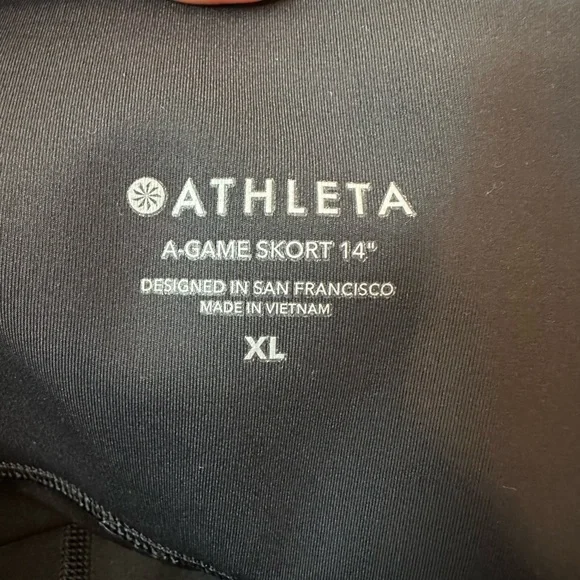 ATHLETA
A-GAME SKORT 14"
DESIGNED IN SAN FRANCISCO
MADE IN VIETNAM
XL